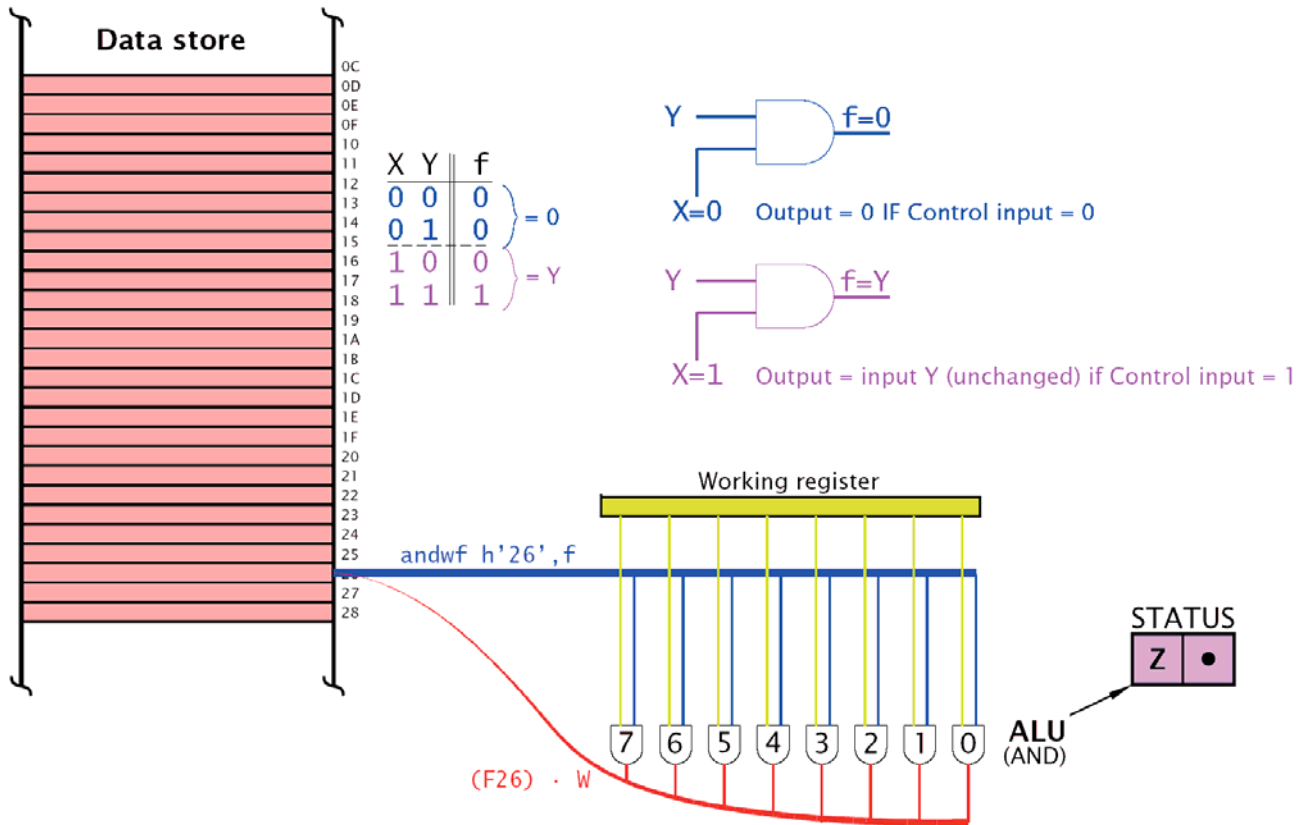 Data store
0C
0D
0E
0F
10
11
12
13
14
15
16
17
18
19
1A
1B
1C
1D
1E
1F
20
21
22
23
24
25
27
28
X Y f
0 0 0
0 1 0
= 0
1 0 0
1 1 1
= Y
Y f=0
X=0 Output = 0 IF Control input = 0
Y f=Y
X=1 Output = input Y (unchanged) if Control input = 1
Working register
andwf h'26',f
STATUS
Z •
7 6 5 4 3 2 1 0
ALU
(AND)
(F26) · W